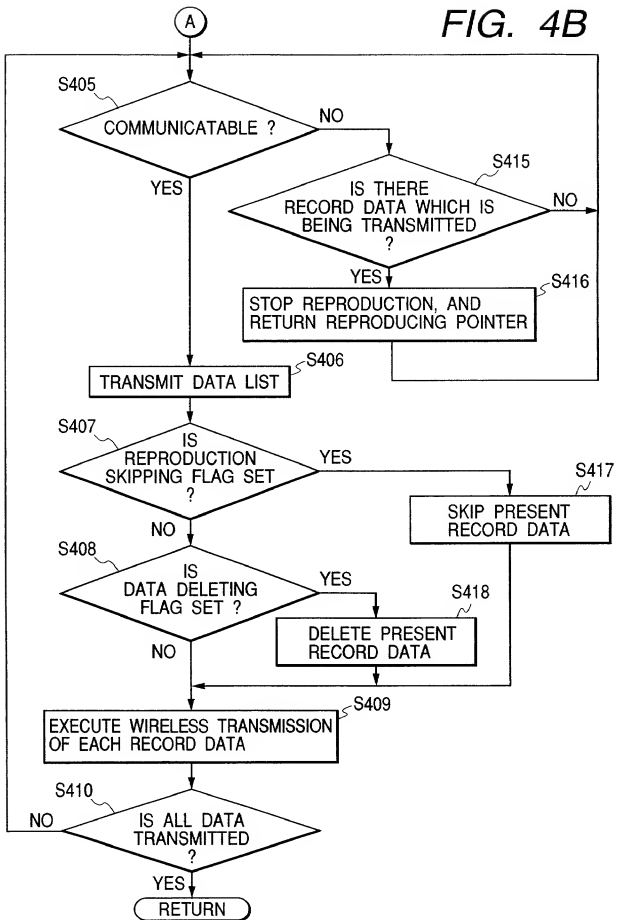 FIG. 4B
A
S405
COMMUNICATABLE ?
NO
YES
S415
IS THERE
RECORD DATA WHICH IS
BEING TRANSMITTED
?
NO
YES
S416
STOP REPRODUCTION, AND
RETURN REPRODUCING POINTER
S406
TRANSMIT DATA LIST
S407
IS
REPRODUCTION
SKIPPING FLAG SET
?
YES
NO
S417
SKIP PRESENT
RECORD DATA
S408
IS
DATA DELETING
FLAG SET ?
YES
NO
S418
DELETE PRESENT
RECORD DATA
S409
EXECUTE WIRELESS TRANSMISSION
OF EACH RECORD DATA
S410
IS ALL DATA
TRANSMITTED
?
NO
YES
RETURN